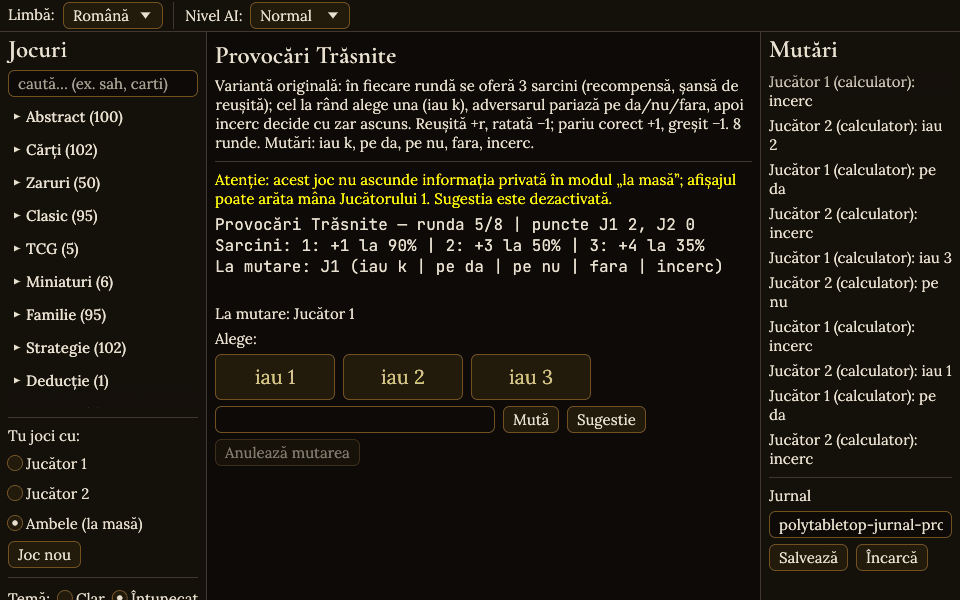 Limbă: Română ▼ Nivel AI: Normal ▼
Jocuri
caută... (ex. sah, carti)
▸ Abstract (100)
▸ Cărți (102)
▸ Zaruri (50)
▸ Clasic (95)
▸ TCG (5)
▸ Miniaturi (6)
▸ Familie (95)
▸ Strategie (102)
▸ Deducție (1)
Tu joci cu:
Jucător 1
Jucător 2
Ambele (la masă)
Joc nou
Temă: Clar Întunecat
Provocări Trăsnite
Variantă originală: în fiecare rundă se oferă 3 sarcini (recompensă, șansă de
reușită); cel la rând alege una (iau k), adversarul pariază pe da/nu/fara, apoi
incerc decide cu zar ascuns. Reușită +r, ratată −1; pariu corect +1, greșit −1. 8
runde. Mutări: iau k, pe da, pe nu, fara, incerc.
Atenție: acest joc nu ascunde informația privată în modul „la masă”; afișajul
poate arăta mâna Jucătorului 1. Sugestia este dezactivată.
Provocări Trăsnite — runda 5/8 | puncte J1 2, J2 0
Sarcini: 1: +1 la 90% | 2: +3 la 50% | 3: +4 la 35%
La mutare: J1 (iau k | pe da | pe nu | fara | incerc)
La mutare: Jucător 1
Alege:
iau 1 iau 2 iau 3
Mută Sugestie
Anulează mutarea
Mutări
Jucător 1 (calculator):
incerc
Jucător 2 (calculator): iau
2
Jucător 1 (calculator): pe
da
Jucător 2 (calculator):
incerc
Jucător 1 (calculator): iau 3
Jucător 2 (calculator): pe
nu
Jucător 1 (calculator):
incerc
Jucător 2 (calculator): iau 1
Jucător 1 (calculator): pe
da
Jucător 2 (calculator):
incerc
Jurnal
polytabletop-jurnal-pro
Salvează Încarcă